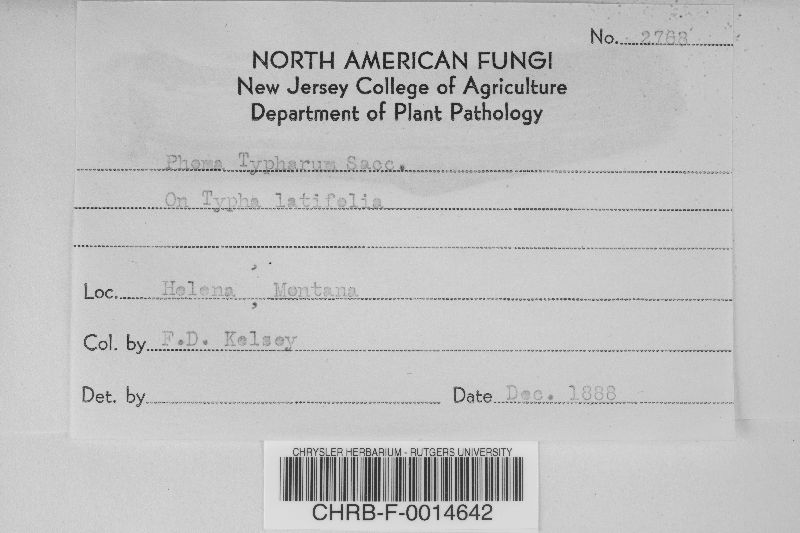 No. 2768
NORTH AMERICAN FUNGI
New Jersey College of Agriculture
Department of Plant Pathology
Phoma Typharum Sacc.
On Typha latifolia
Loc. Helena, Montana
Col. by F.D. Kelsey
Det. by
Date Dec. 1888
CHRYSLER HERBARIUM - RUTGERS UNIVERSITY
CHRB-F-0014642